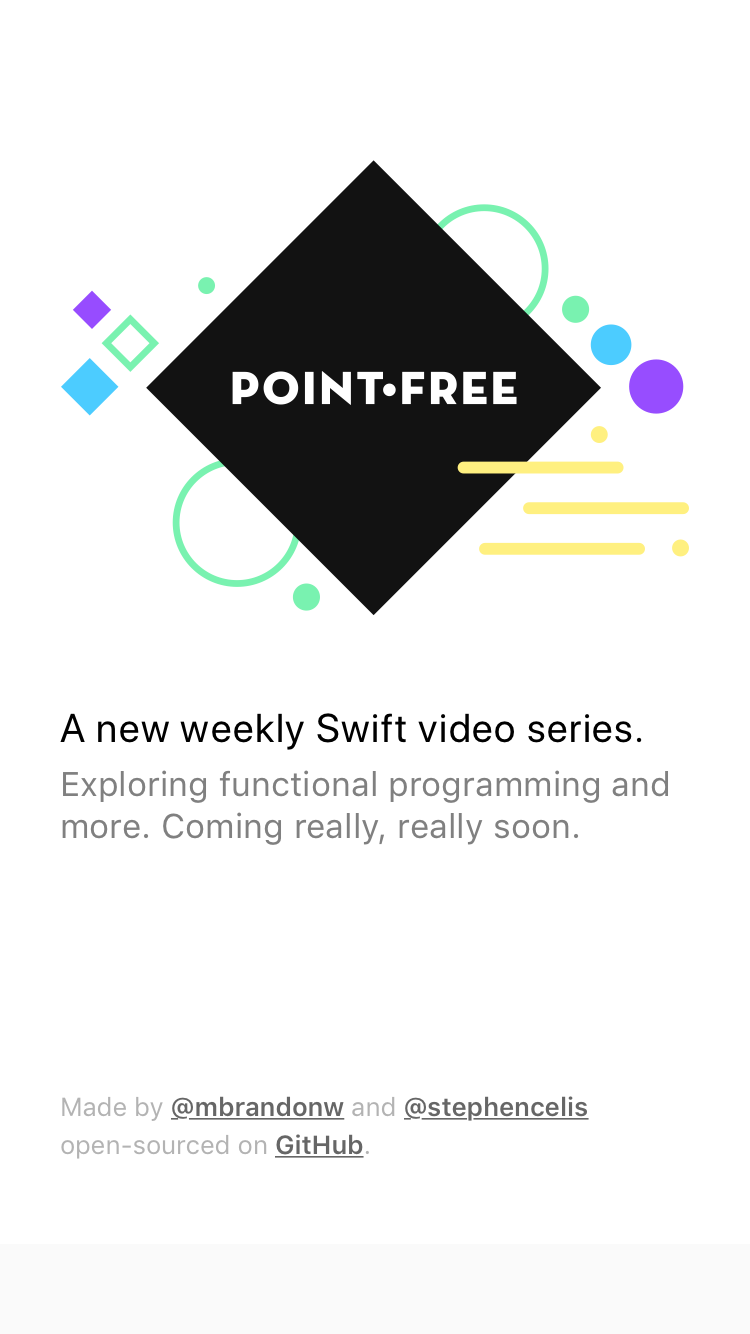 POINT•FREE
A new weekly Swift video series.
Exploring functional programming and
more. Coming really, really soon.
Made by @mbrandonw and @stephencelis
open-sourced on GitHub.